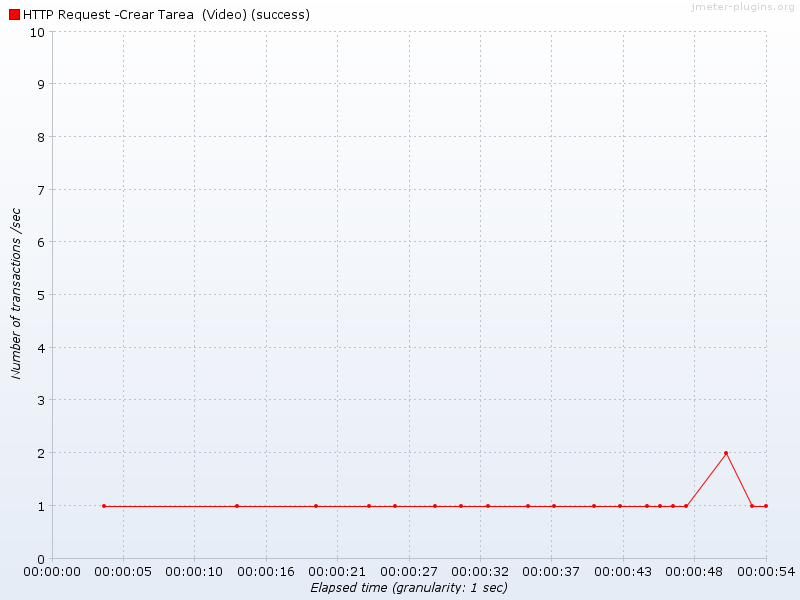 jmeter-plugins.org
HTTP Request -Crear Tarea  (Video) (success)
10
9
8
7
6
5
4
3
2
1
0
Number of transactions /sec
00:00:00 00:00:05 00:00:10 00:00:16 00:00:21 00:00:27 00:00:32 00:00:37 00:00:43 00:00:48 00:00:54
Elapsed time (granularity: 1 sec)